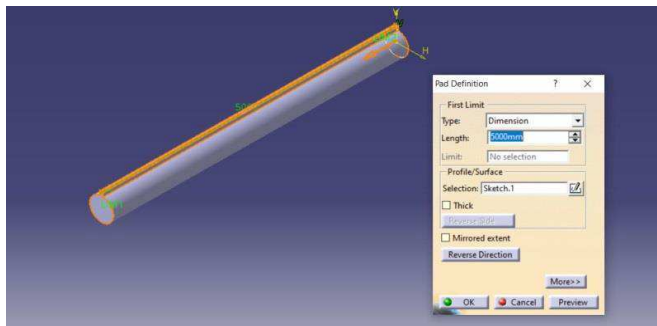 Pad Definition ? X
First Limit
Type: Dimension
Length: 5000mm
Limit: No selection
Profile/Surface
Selection: Sketch.1
Thick
Reverse Side
Mirrored extent
Reverse Direction
More>>
OK Cancel Preview
H